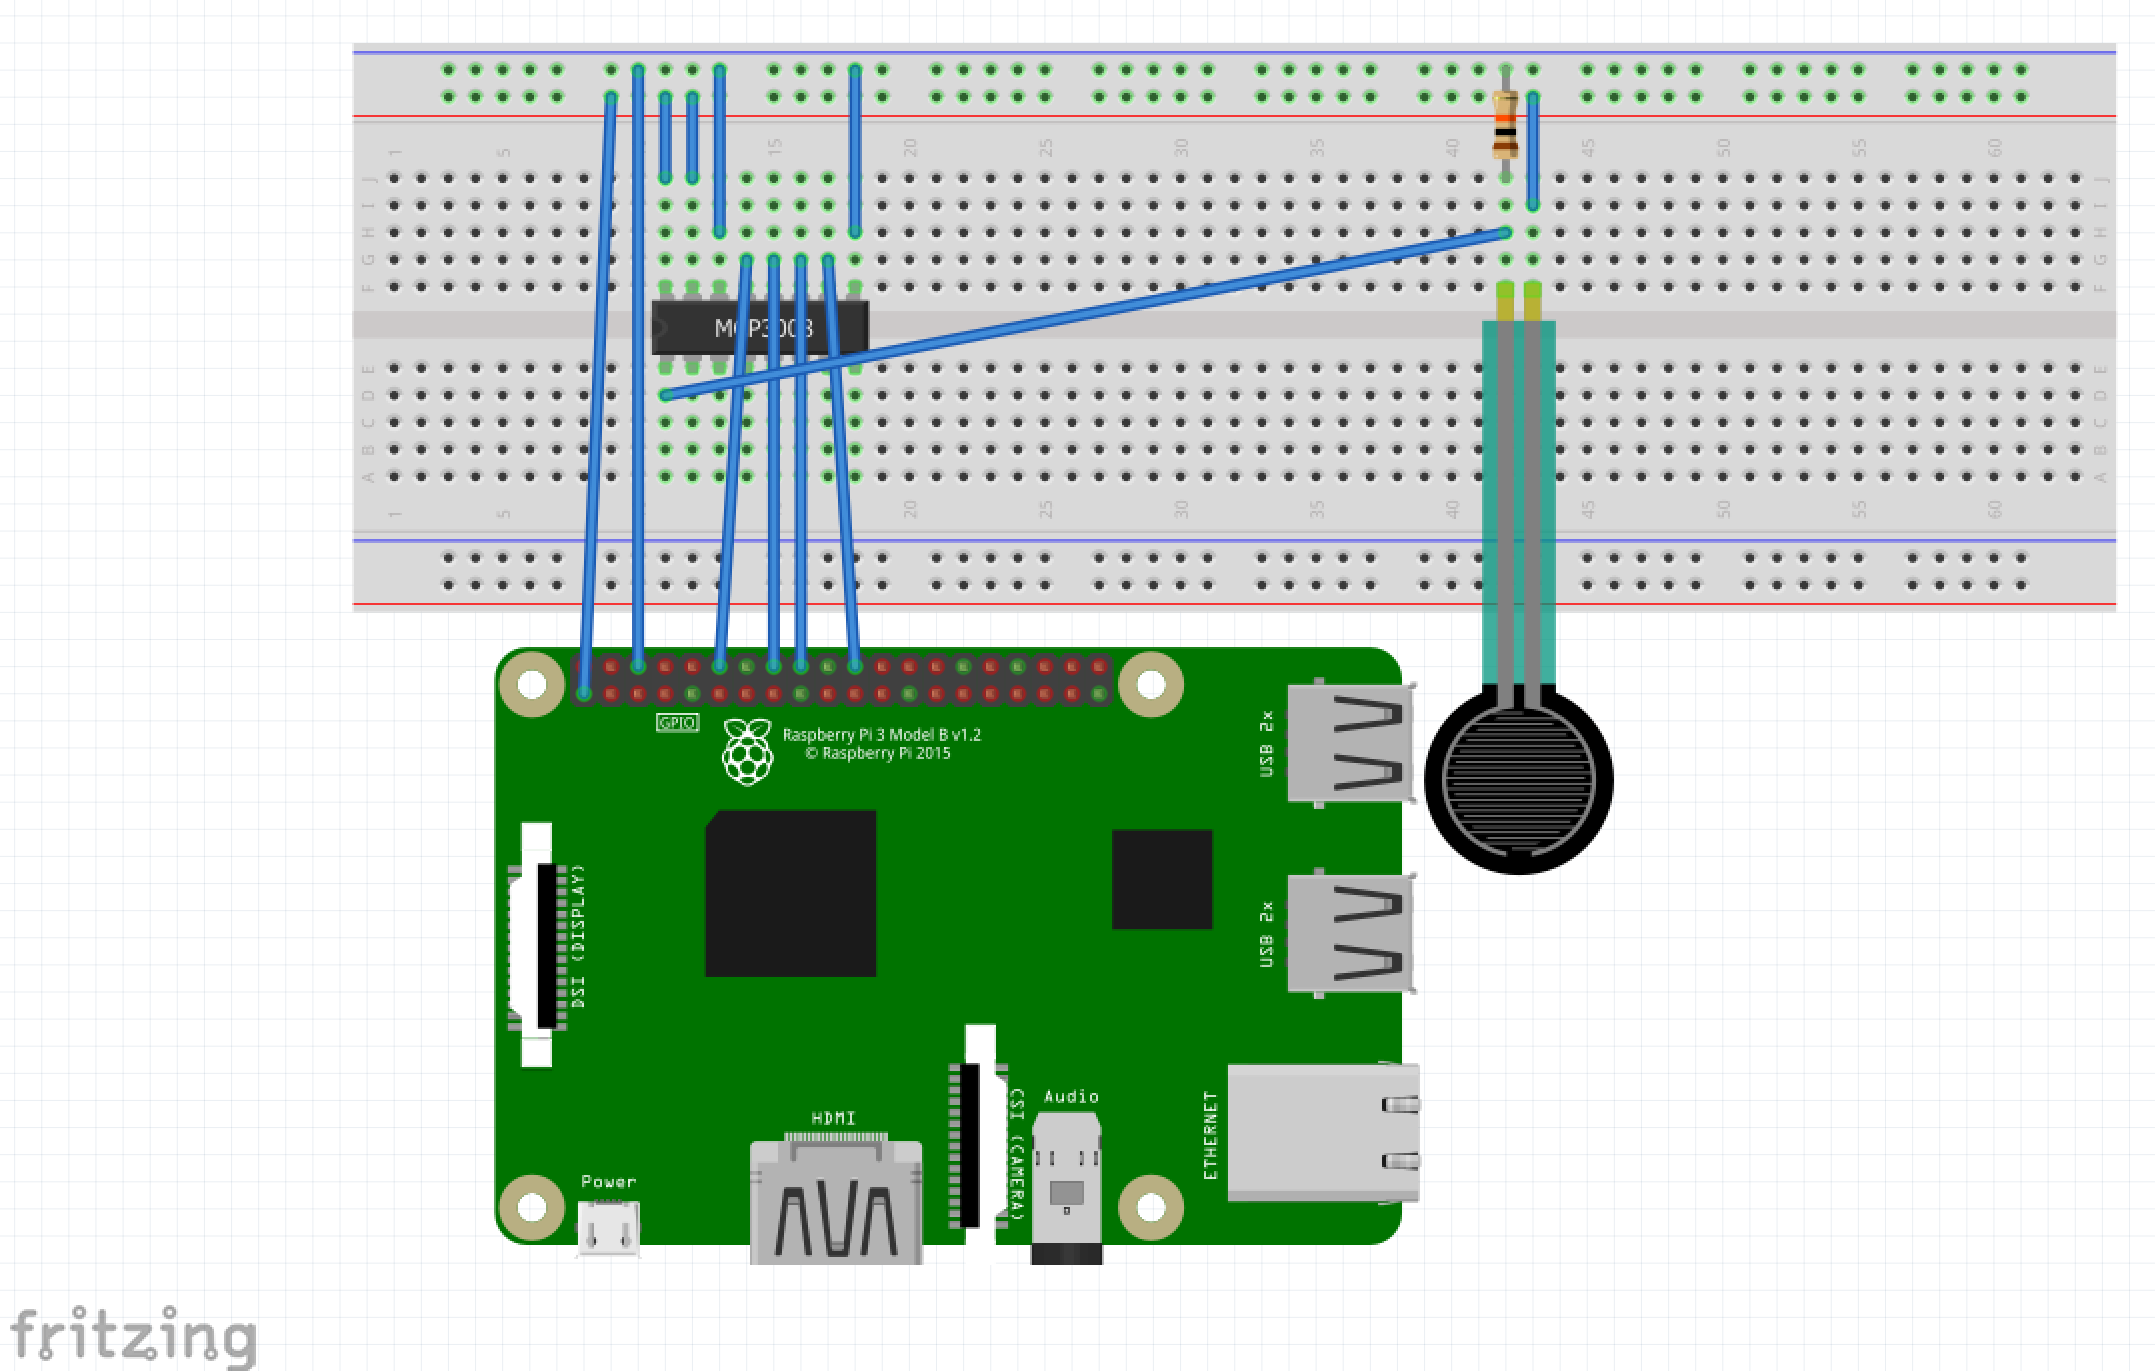 1 5 15 20 25 30 35 40 45 50 55 60
J J
I I
H H
G G
F F
MCP3008
E E
D D
C C
B B
A A
1 5 20 25 30 35 40 45 50 55 60
GPIO
Raspberry Pi 3 Model B v1.2
© Raspberry Pi 2015
USB 2x
DSI (DISPLAY)
USB 2x
CSI (CAMERA)
Audio
ETHERNET
HDMI
Power
fritzing